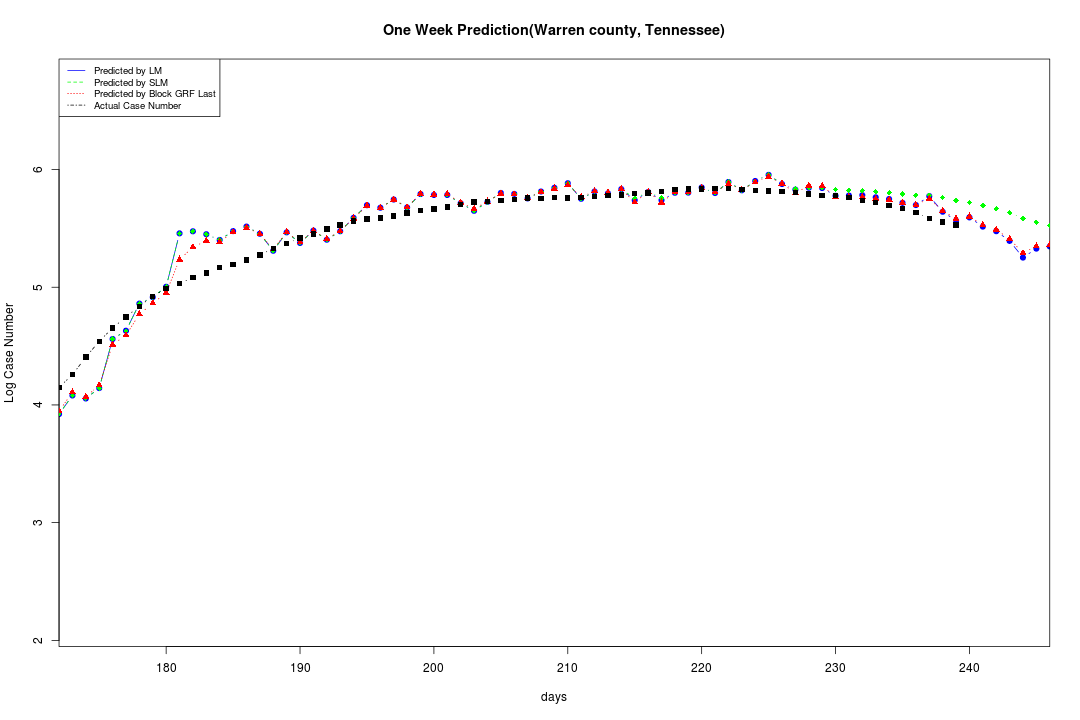 One Week Prediction(Warren county, Tennessee)
Predicted by LM
Predicted by SLM
Predicted by Block GRF Last
Actual Case Number
6
5
4
3
2
Log Case Number
180 190 200 210 220 230 240
days